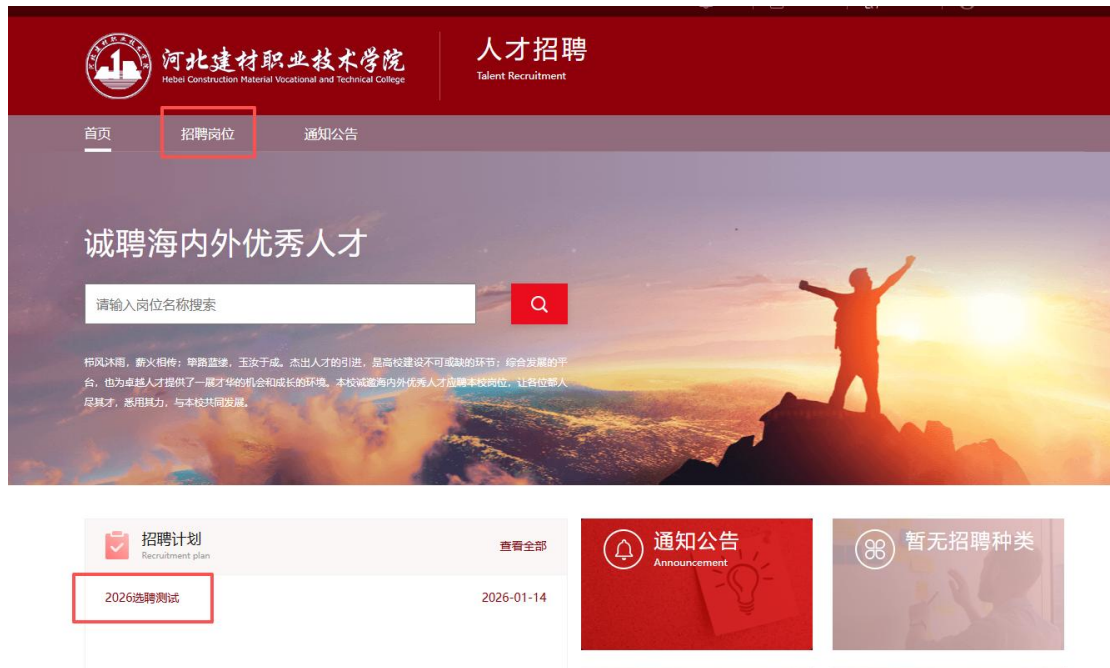 河北建材职业技术学院
Hebei Construction Material Vocational and Technical College
人才招聘
Talent Recruitment
首页
招聘岗位
通知公告
诚聘海内外优秀人才
请输入岗位名称搜索
栉风沐雨，薪火相传；筚路蓝缕，玉汝于成。杰出人才的引进，是高校建设不可或缺的环节；综合发展的平
台，也为卓越人才提供了一展才华的机会和成长的环境。本校诚邀海内外优秀人才应聘本校岗位，让各位都人
尽其才，悉用其力，与本校共同发展。
招聘计划
Recruitment plan
查看全部
2026选聘测试
2026-01-14
通知公告
Announcement
暂无招聘种类